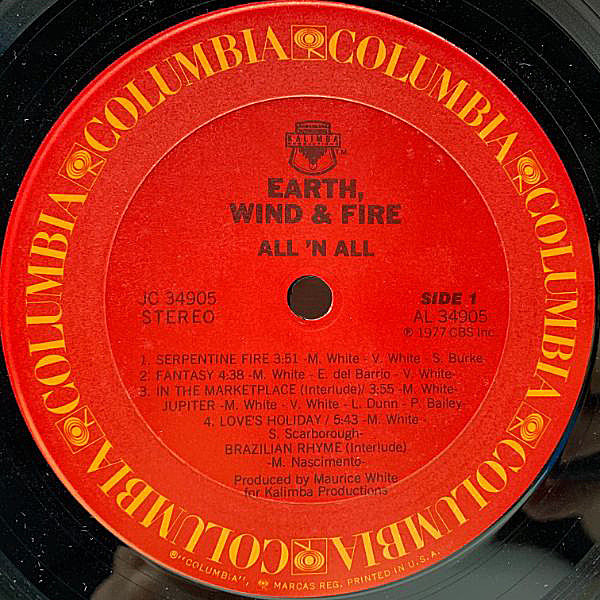 COLUMBIA COLUMBIA COLUMBIA COLUMBIA COLUMBIA COLUMBIA
EARTH,
WIND & FIRE
ALL 'N ALL
JC 34905
STEREO
SIDE 1
AL 34905
℗ 1977 CBS Inc.
1. SERPENTINE FIRE 3:51 -M. White - V. White - S. Burke-
2. FANTASY 4:38 -M. White - E. del Barrio - V. White-
3. IN THE MARKETPLACE (Interlude)/ 3:55 -M. White-
JUPITER -M. White - V. White - L. Dunn - P. Bailey-
4. LOVE'S HOLIDAY / 5:43 -M. White-
S. Scarborough-
BRAZILIAN RHYME (Interlude)
-M. Nascimento-
Produced by Maurice White
for Kalimba Productions
®"COLUMBIA", MARCAS REG. PRINTED IN U.S.A.